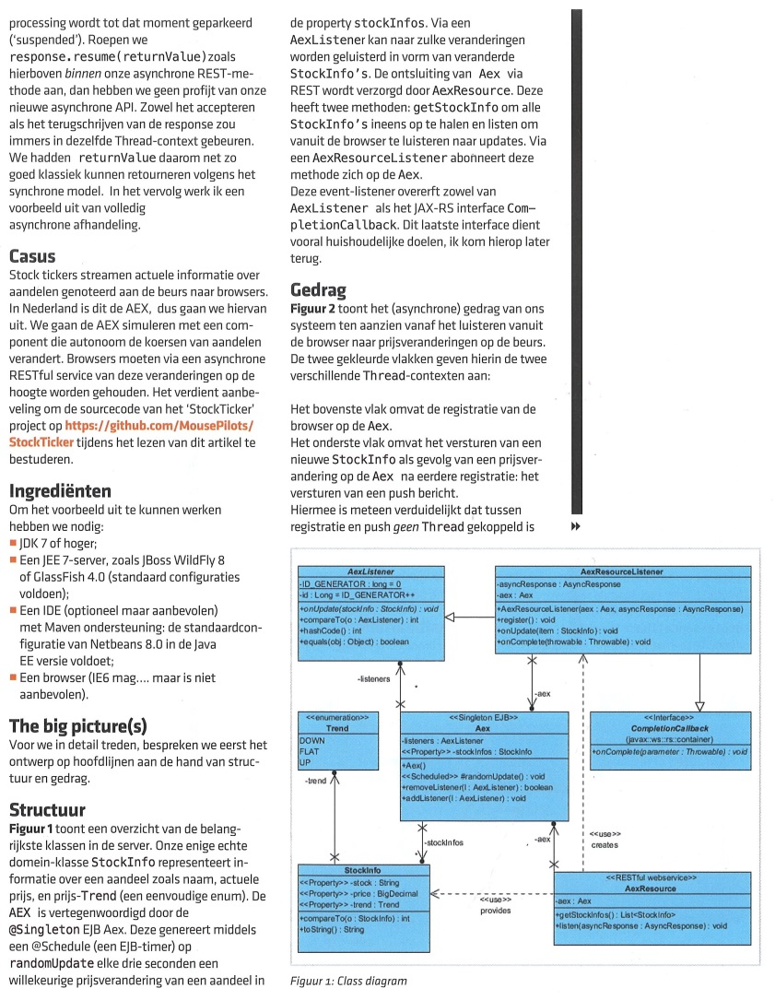 processing wordt tot dat moment geparkeerd
(‘suspended’). Roepen we
response.resume(returnValue) zoals
hierboven binnen onze asynchrone REST-me-
thode aan, dan hebben we geen profijt van onze
nieuwe asynchrone API. Zowel het accepteren
als het terugschrijven van de response zou
immers in dezelfde Thread-context gebeuren.
We hadden returnValue daarom net zo
goed klassiek kunnen retourneren volgens het
synchrone model. In het vervolg werk ik een
voorbeeld uit van volledig
asynchrone afhandeling.
Casus
Stock tickers streamen actuele informatie over
aandelen genoteerd aan de beurs naar browsers.
In Nederland is dit de AEX, dus gaan we hiervan
uit. We gaan de AEX simuleren met een com-
ponent die autonoom de koersen van aandelen
verandert. Browsers moeten via een asynchrone
RESTful service van deze veranderingen op de
hoogte worden gehouden. Het verdient aanbe-
veling om de sourcecode van het ‘StockTicker’
project op https://github.com/MousePilots/
StockTicker tijdens het lezen van dit artikel te
bestuderen.
Ingrediënten
Om het voorbeeld uit te kunnen werken
hebben we nodig:
■ JDK 7 of hoger;
■ Een JEE 7-server, zoals JBoss WildFly 8
of GlassFish 4.0 (standaard configuraties
voldoen);
■ Een IDE (optioneel maar aanbevolen)
met Maven ondersteuning: de standaardcon-
figuratie van Netbeans 8.0 in de Java
EE versie voldoet;
■ Een browser (IE6 mag.... maar is niet
aanbevolen).
The big picture(s)
Voor we in detail treden, bespreken we eerst het
ontwerp op hoofdlijnen aan de hand van struc-
tuur en gedrag.
Structuur
Figuur 1 toont een overzicht van de belang-
rijkste klassen in de server. Onze enige echte
domein-klasse StockInfo representeert in-
formatie over een aandeel zoals naam, actuele
prijs, en prijs-Trend (een eenvoudige enum). De
AEX is vertegenwoordigd door de
@Singleton EJB Aex. Deze genereert middels
een @Schedule (een EJB-timer) op
randomUpdate elke drie seconden een
willekeurige prijsverandering van een aandeel in
de property stockInfos. Via een
AexListener kan naar zulke veranderingen
worden geluisterd in vorm van veranderde
StockInfo’s. De ontsluiting van Aex via
REST wordt verzorgd door AexResource. Deze
heeft twee methoden: getStockInfo om alle
StockInfo’s ineens op te halen en listen om
vanuit de browser te luisteren naar updates. Via
een AexResourceListener abonneert deze
methode zich op de Aex.
Deze event-listener overerft zowel van
AexListener als het JAX-RS interface Com–
pletionCallback. Dit laatste interface dient
vooral huishoudelijke doelen, ik kom hierop later
terug.
Gedrag
Figuur 2 toont het (asynchrone) gedrag van ons
systeem ten aanzien vanaf het luisteren vanuit
de browser naar prijsveranderingen op de beurs.
De twee gekleurde vlakken geven hierin de twee
verschillende Thread-contexten aan:
Het bovenste vlak omvat de registratie van de
browser op de Aex.
Het onderste vlak omvat het versturen van een
nieuwe StockInfo als gevolg van een prijsver-
andering op de Aex na eerdere registratie: het
versturen van een push bericht.
Hiermee is meteen verduidelijkt dat tussen
registratie en push geen Thread gekoppeld is
AexListener
-ID_GENERATOR : long = 0
-id : Long = ID_GENERATOR++
+onUpdate(stockInfo : StockInfo) : void
+compareTo(o : AexListener) : int
+hashCode() : int
+equals(obj : Object) : boolean
AexResourceListener
-asyncResponse : AsyncResponse
-aex : Aex
+AexResourceListener(aex : Aex, asyncResponse : AsyncResponse)
+register() : void
+onUpdate(item : StockInfo) : void
+onComplete(throwable : Throwable) : void
-listeners
*
-aex
<<enumeration>>
Trend
DOWN
FLAT
UP
<<Singleton EJB>>
Aex
-listeners : AexListener
<<Property>> -stockInfos : StockInfo
+Aex()
<<Scheduled>> #randomUpdate() : void
+removeListener(l : AexListener) : boolean
+addListener(l : AexListener) : void
<<Interface>>
CompletionCallback
(javax::ws::rs::container)
+onComplete(parameter : Throwable) : void
-trend
-stockInfos
*
-aex
<<use>>
creates
StockInfo
<<Property>> -stock : String
<<Property>> -price : BigDecimal
<<Property>> -trend : Trend
+compareTo(o : StockInfo) : int
+toString() : String
<<use>>
provides
<<RESTful webservice>>
AexResource
-aex : Aex
+getStockInfos() : List<StockInfo>
+listen(asyncResponse : AsyncResponse) : void
Figuur 1: Class diagram